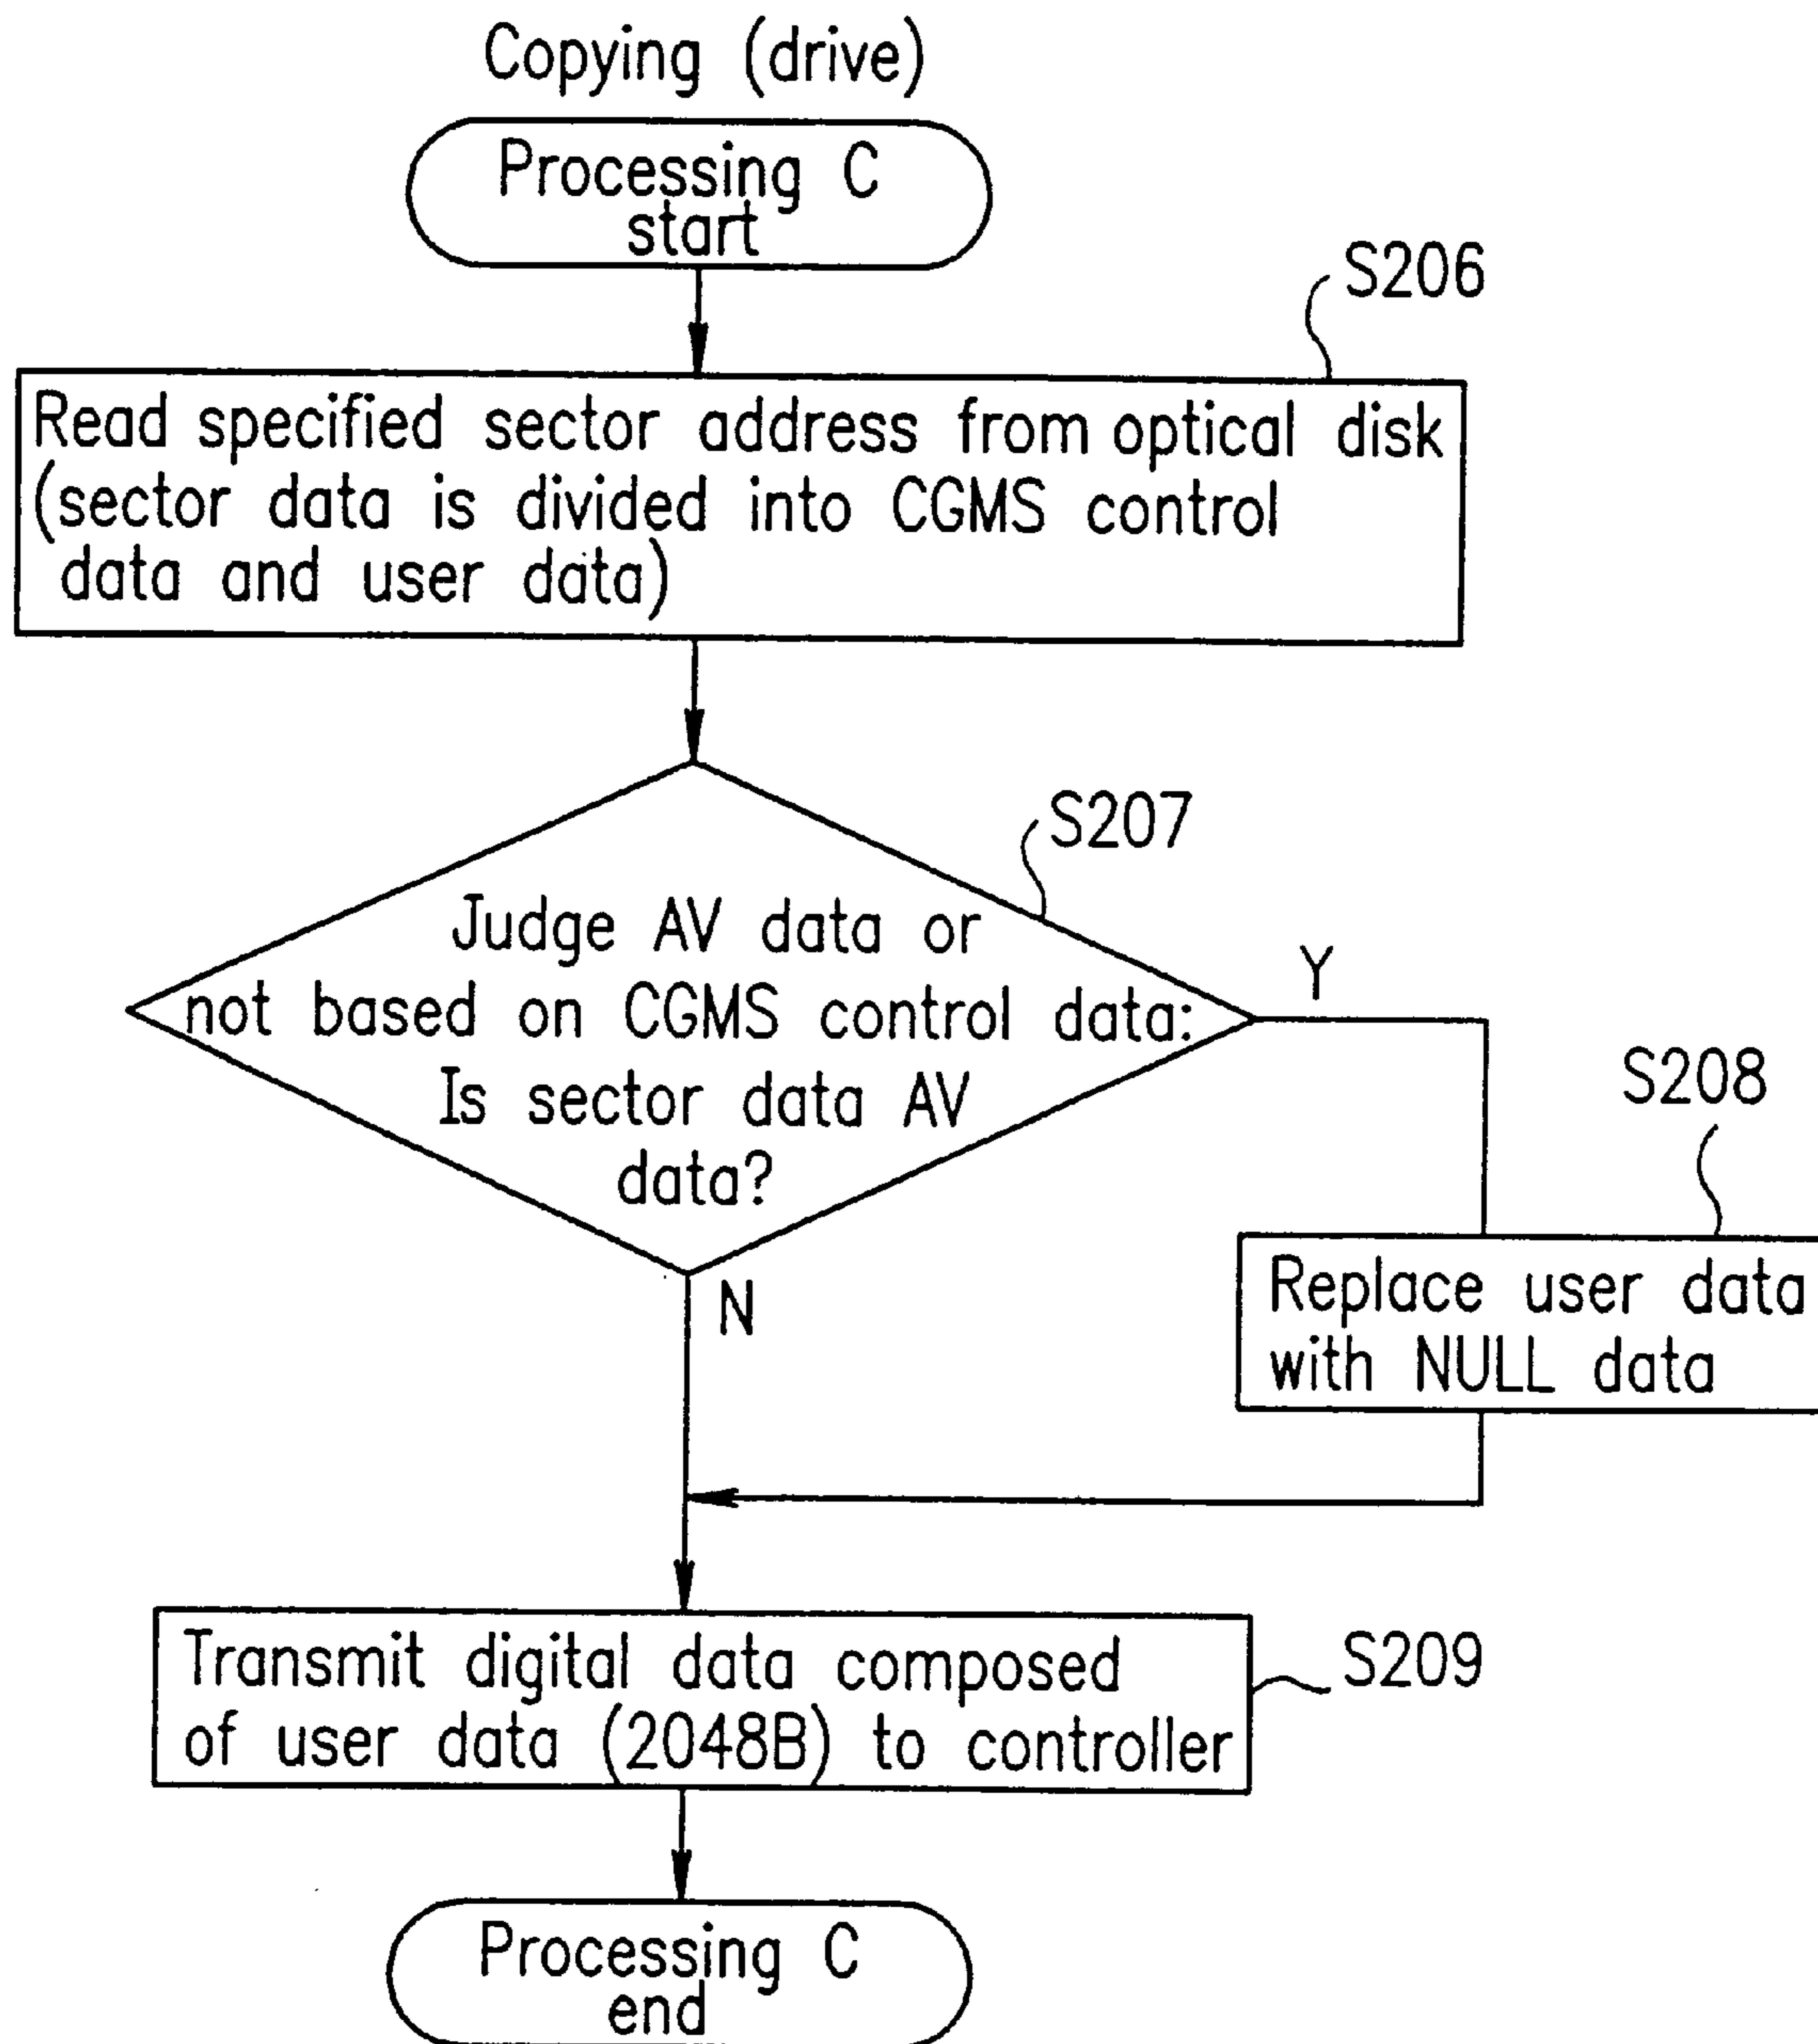 Copying (drive)
Processing C
start
S206
Read specified sector address from optical disk
(sector data is divided into CGMS control
data and user data)
S207
Judge AV data or
not based on CGMS control data:
Is sector data AV
data?
Y
S208
Replace user data
with NULL data
N
Transmit digital data composed
of user data (2048B) to controller
S209
Processing C
end